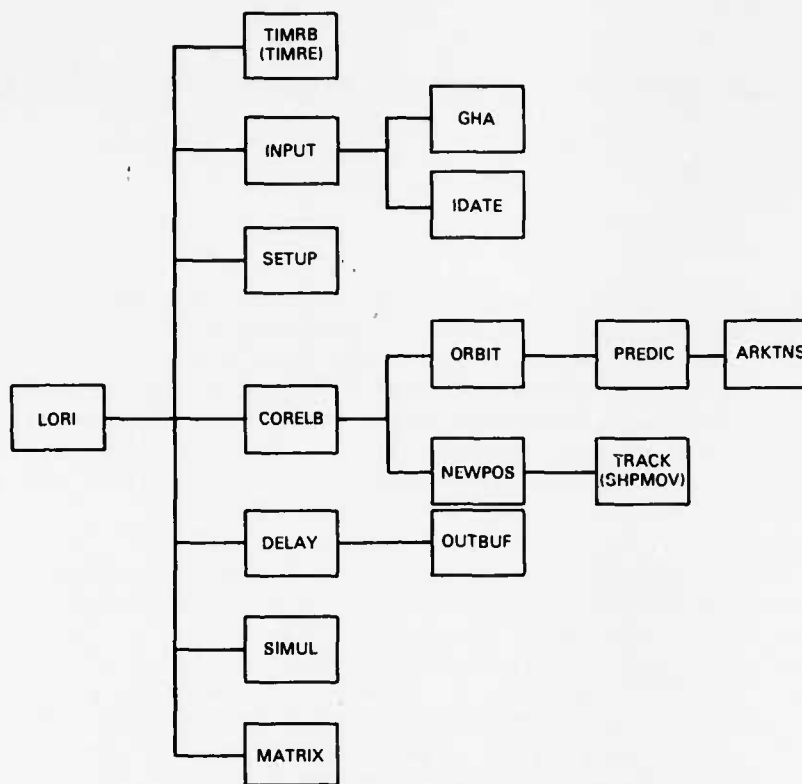 TIMRB
(TIMRE)
GHA
INPUT
IDATE
SETUP
ORBIT
PREDIC
ARKTNS
LORI
CORELB
NEWPOS
TRACK
(SHPMOV)
DELAY
OUTBUF
SIMUL
MATRIX